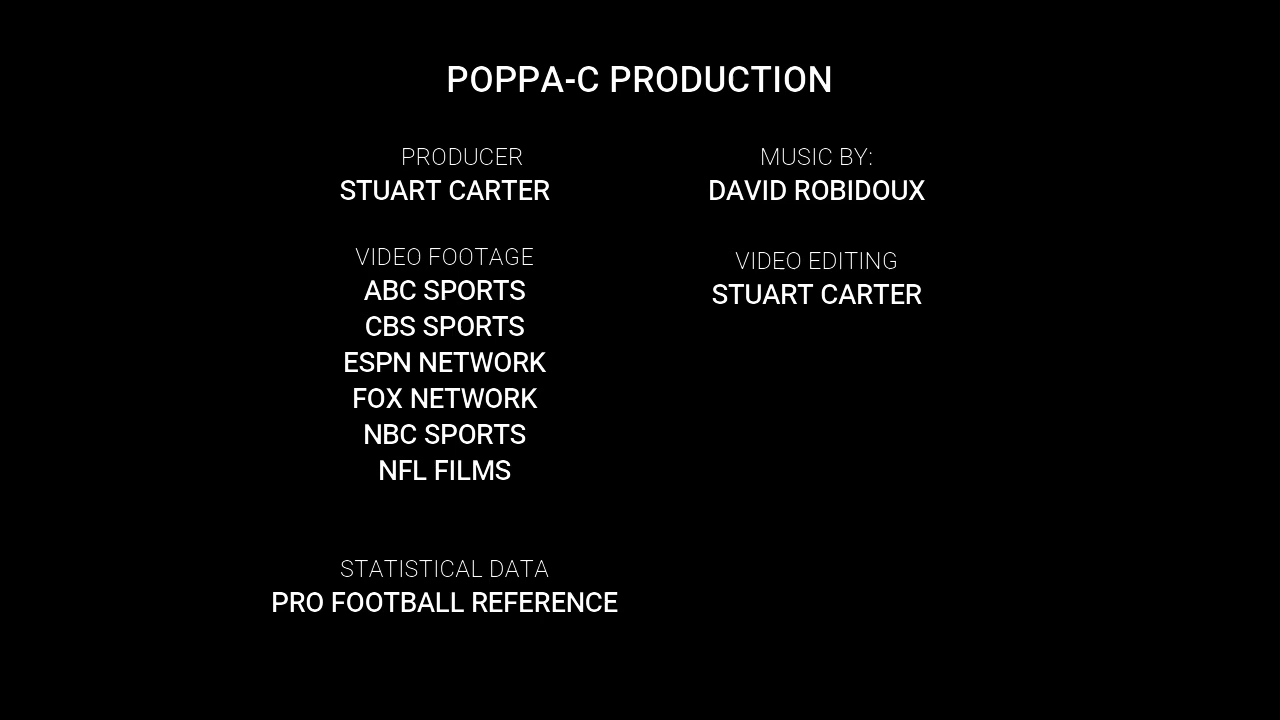 POPPA-C PRODUCTION
PRODUCER
STUART CARTER
VIDEO FOOTAGE
ABC SPORTS
CBS SPORTS
ESPN NETWORK
FOX NETWORK
NBC SPORTS
NFL FILMS
STATISTICAL DATA
PRO FOOTBALL REFERENCE
MUSIC BY:
DAVID ROBIDOUX
VIDEO EDITING
STUART CARTER